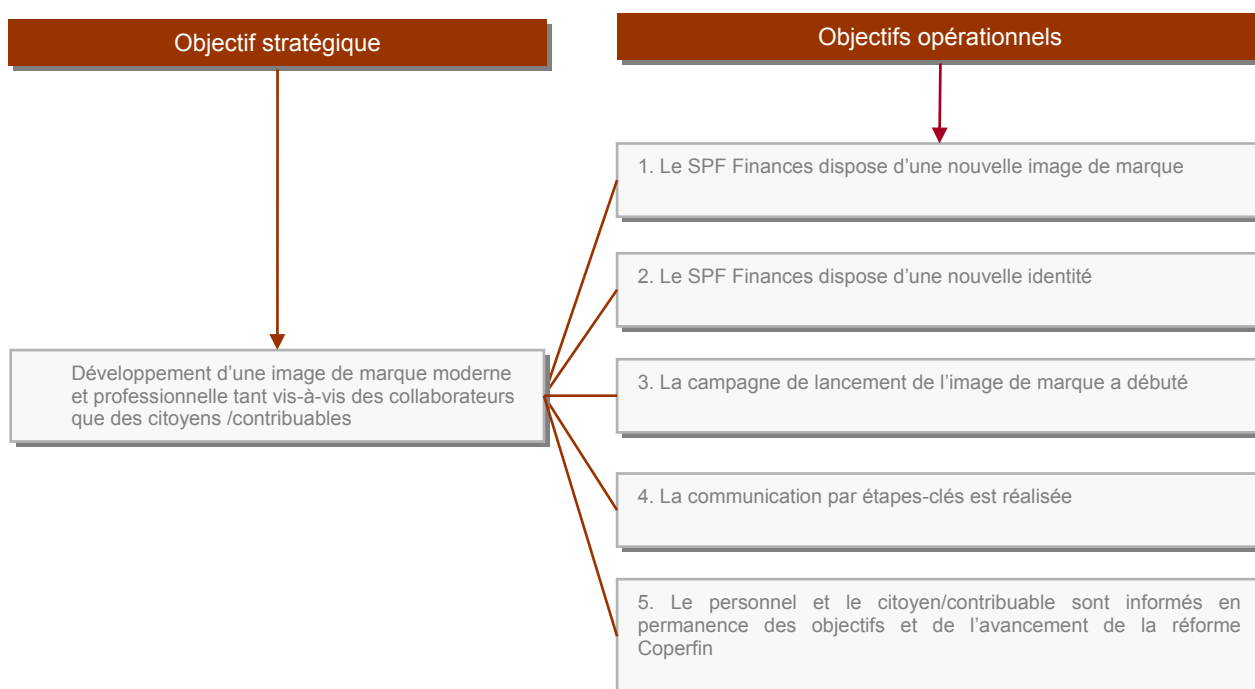 Objectif stratégique
Développement d'une image de marque moderne
et professionnelle tant vis-à-vis des collaborateurs
que des citoyens /contribuables
Objectifs opérationnels
1. Le SPF Finances dispose d'une nouvelle image de marque
2. Le SPF Finances dispose d'une nouvelle identité
3. La campagne de lancement de l'image de marque a débuté
4. La communication par étapes-clés est réalisée
5. Le personnel et le citoyen/contribuable sont informés en
permanence des objectifs et de l'avancement de la réforme
Coperfin